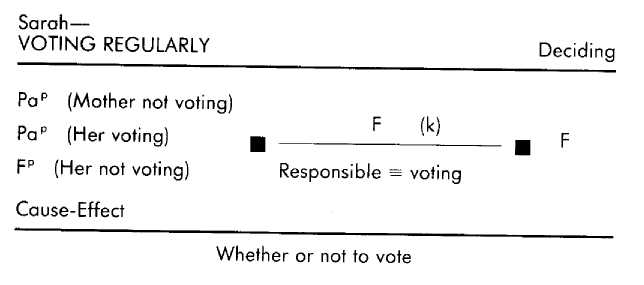 Sarah—
VOTING REGULARLY Deciding
Paᵖ (Mother not voting)
Paᵖ (Her voting) ■ F (k) ■ F
Fᵖ (Her not voting) Responsible ≡ voting
Cause-Effect
Whether or not to vote